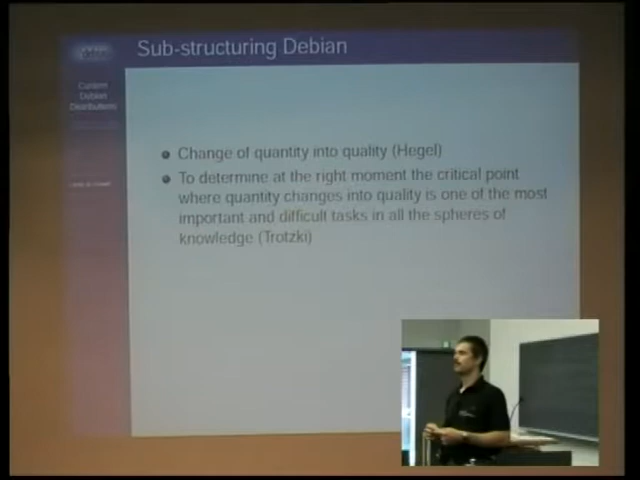 Sub-structuring Debian
Custom
Debian
Distributions
Change of quantity into quality (Hegel)
To determine at the right moment the critical point
where quantity changes into quality is one of the most
important and difficult tasks in all the spheres of
knowledge (Trotzki)